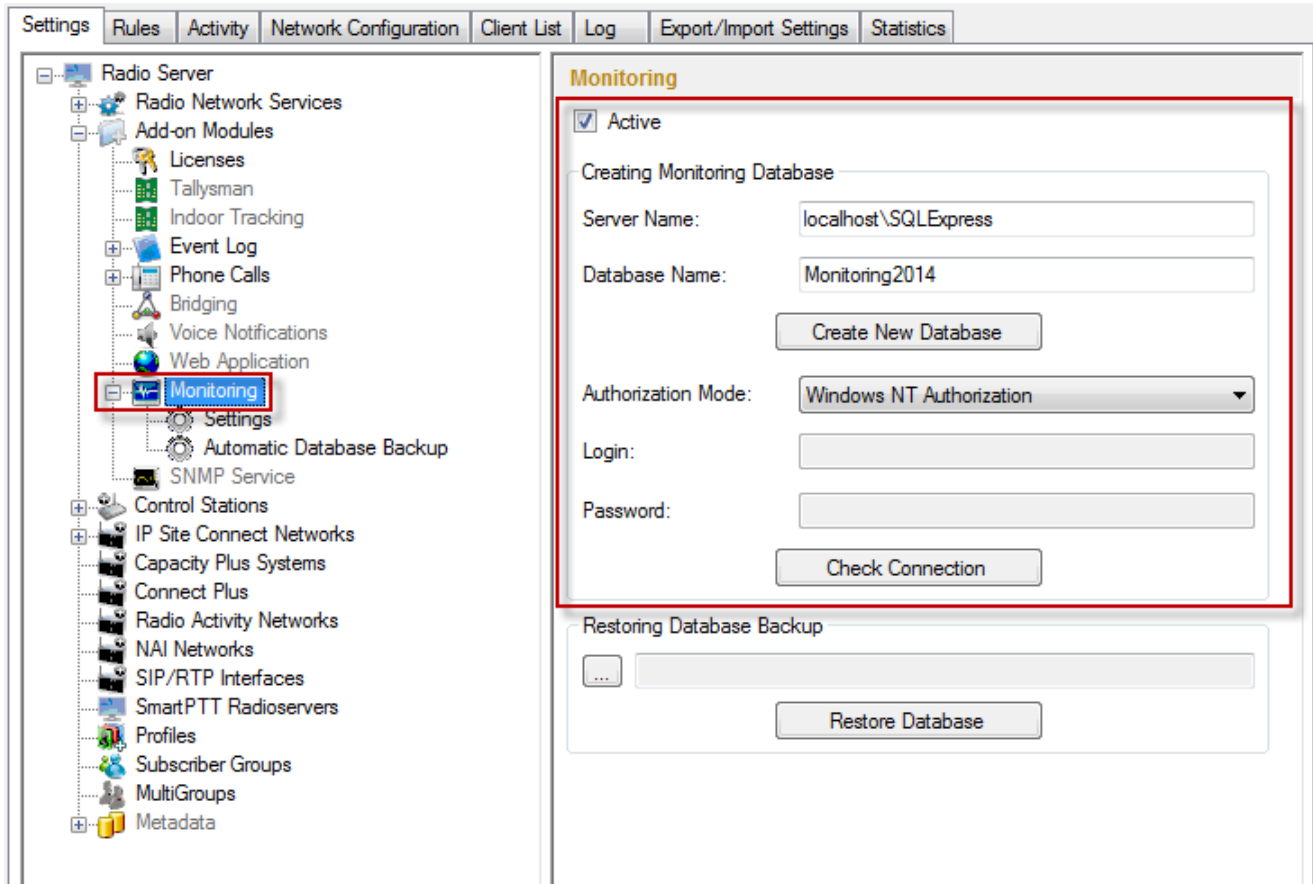 Settings Rules Activity Network Configuration Client List Log Export/Import Settings Statistics
Radio Server
Radio Network Services
Add-on Modules
Licenses
Tallysman
Indoor Tracking
Event Log
Phone Calls
Bridging
Voice Notifications
Web Application
Monitoring
Settings
Automatic Database Backup
SNMP Service
Control Stations
IP Site Connect Networks
Capacity Plus Systems
Connect Plus
Radio Activity Networks
NAI Networks
SIP/RTP Interfaces
SmartPTT Radioservers
Profiles
Subscriber Groups
MultiGroups
Metadata
Monitoring
Active
Creating Monitoring Database
Server Name: localhost\SQLExpress
Database Name: Monitoring2014
Create New Database
Authorization Mode: Windows NT Authorization
Login:
Password:
Check Connection
Restoring Database Backup
...
Restore Database